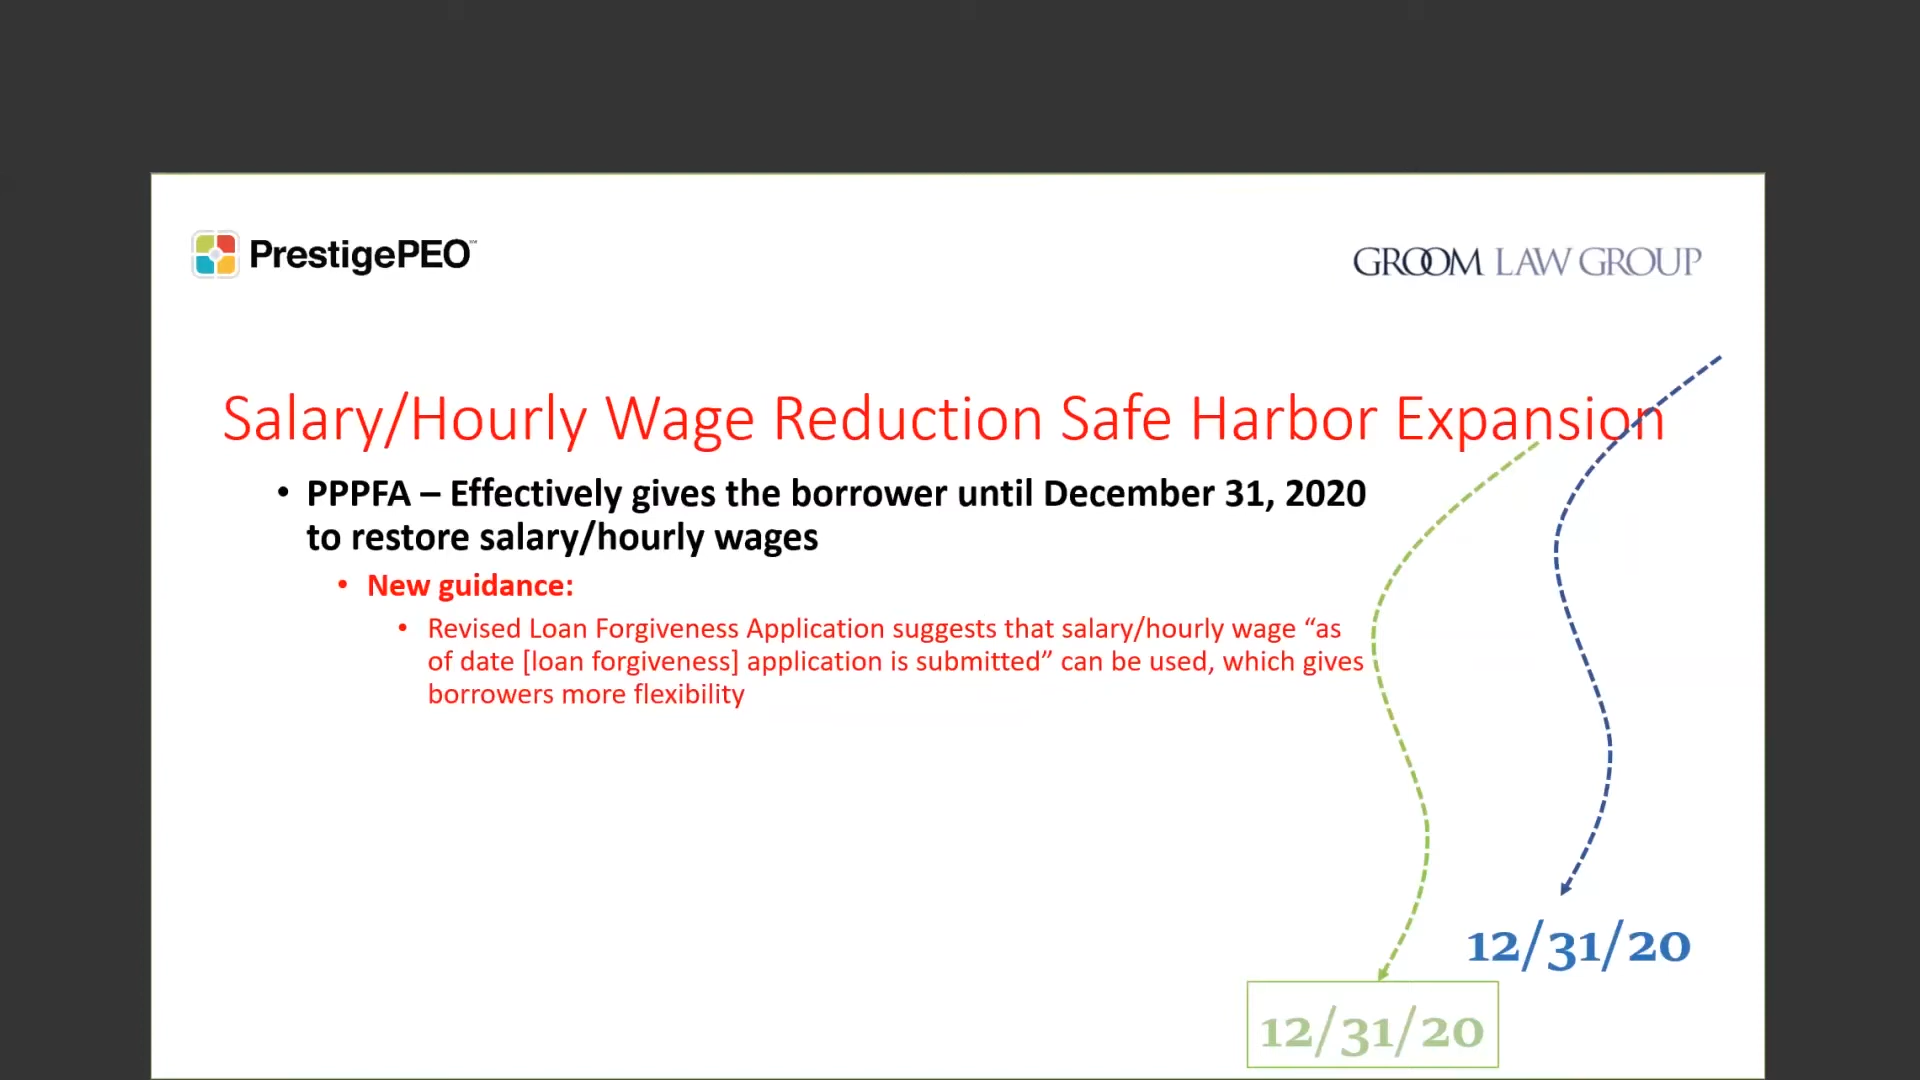 PrestigePEO™
GROOM LAW GROUP
Salary/Hourly Wage Reduction Safe Harbor Expansion
• PPPFA – Effectively gives the borrower until December 31, 2020
to restore salary/hourly wages
• New guidance:
• Revised Loan Forgiveness Application suggests that salary/hourly wage “as
of date [loan forgiveness] application is submitted” can be used, which gives
borrowers more flexibility
12/31/20
12/31/20